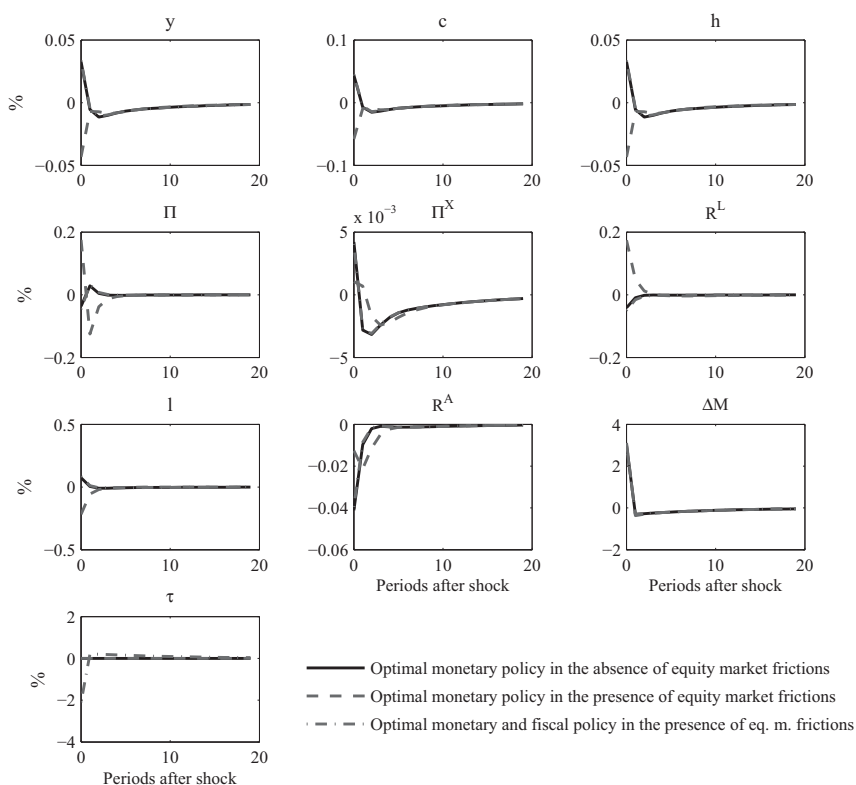 y c h
0.05 0.1 0.05
% 0 0 0
−0.05 −0.1 −0.05
0 10 20 0 10 20 0 10 20
Π x 10⁻³ Π^X R^L
0.2 5 0.2
% 0 0 0
−0.2 −5 −0.2
0 10 20 0 10 20 0 10 20
l R^A ΔM
0.5 0 4
−0.02 2
% 0 −0.04 0
−0.5 −0.06 −2
0 10 20 0 10 20 0 10 20
Periods after shock Periods after shock
τ
2
0
% −2
−4
0 10 20
Periods after shock
Optimal monetary policy in the absence of equity market frictions
Optimal monetary policy in the presence of equity market frictions
Optimal monetary and fiscal policy in the presence of eq. m. frictions